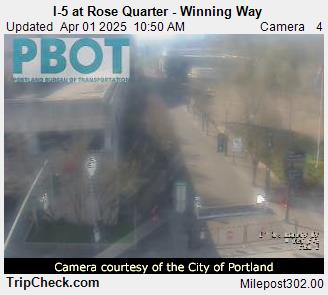 I-5 at Rose Quarter - Winning Way
Updated Apr 01 2025 10:50 AM Camera 4
PBOT
PORTLAND BUREAU OF TRANSPORTATION
Camera courtesy of the City of Portland
TripCheck.com Milepost302.00